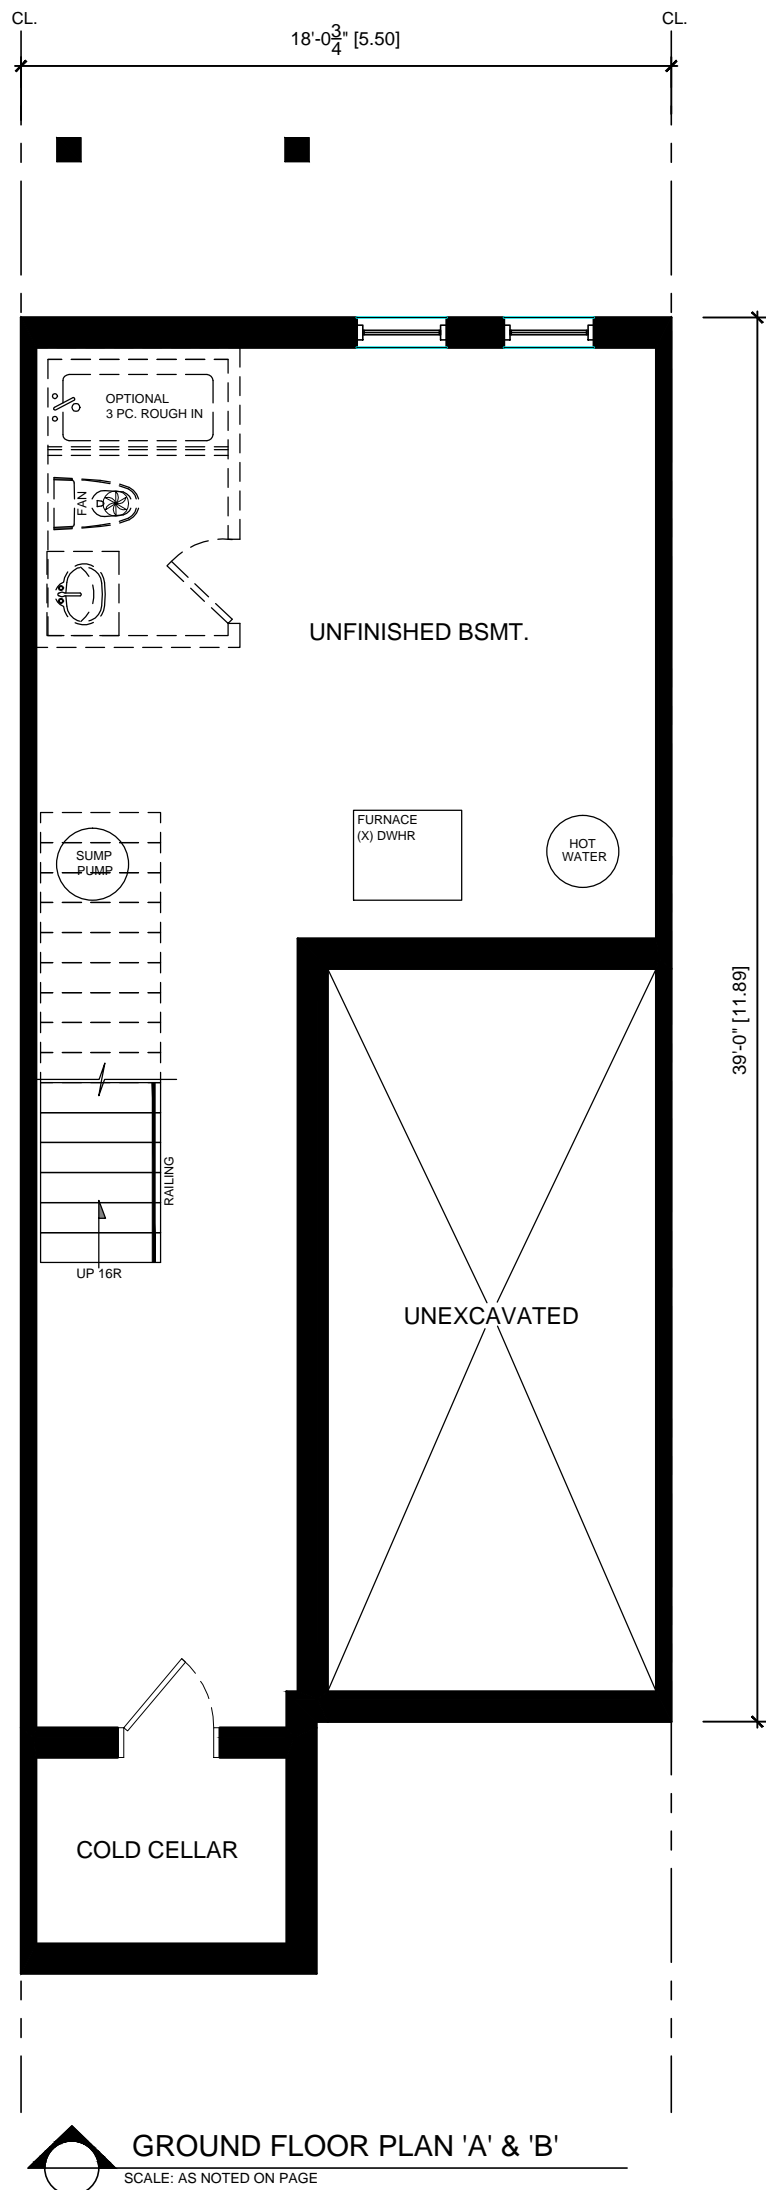 CL.
CL.
18'-0 3/4" [5.50]
OPTIONAL
3 PC. ROUGH IN
FAN
UNFINISHED BSMT.
FURNACE
(X) DWHR
HOT
WATER
SUMP
PUMP
39'-0" [11.89]
RAILING
UP 16R
UNEXCAVATED
COLD CELLAR
GROUND FLOOR PLAN 'A' & 'B'
SCALE: AS NOTED ON PAGE